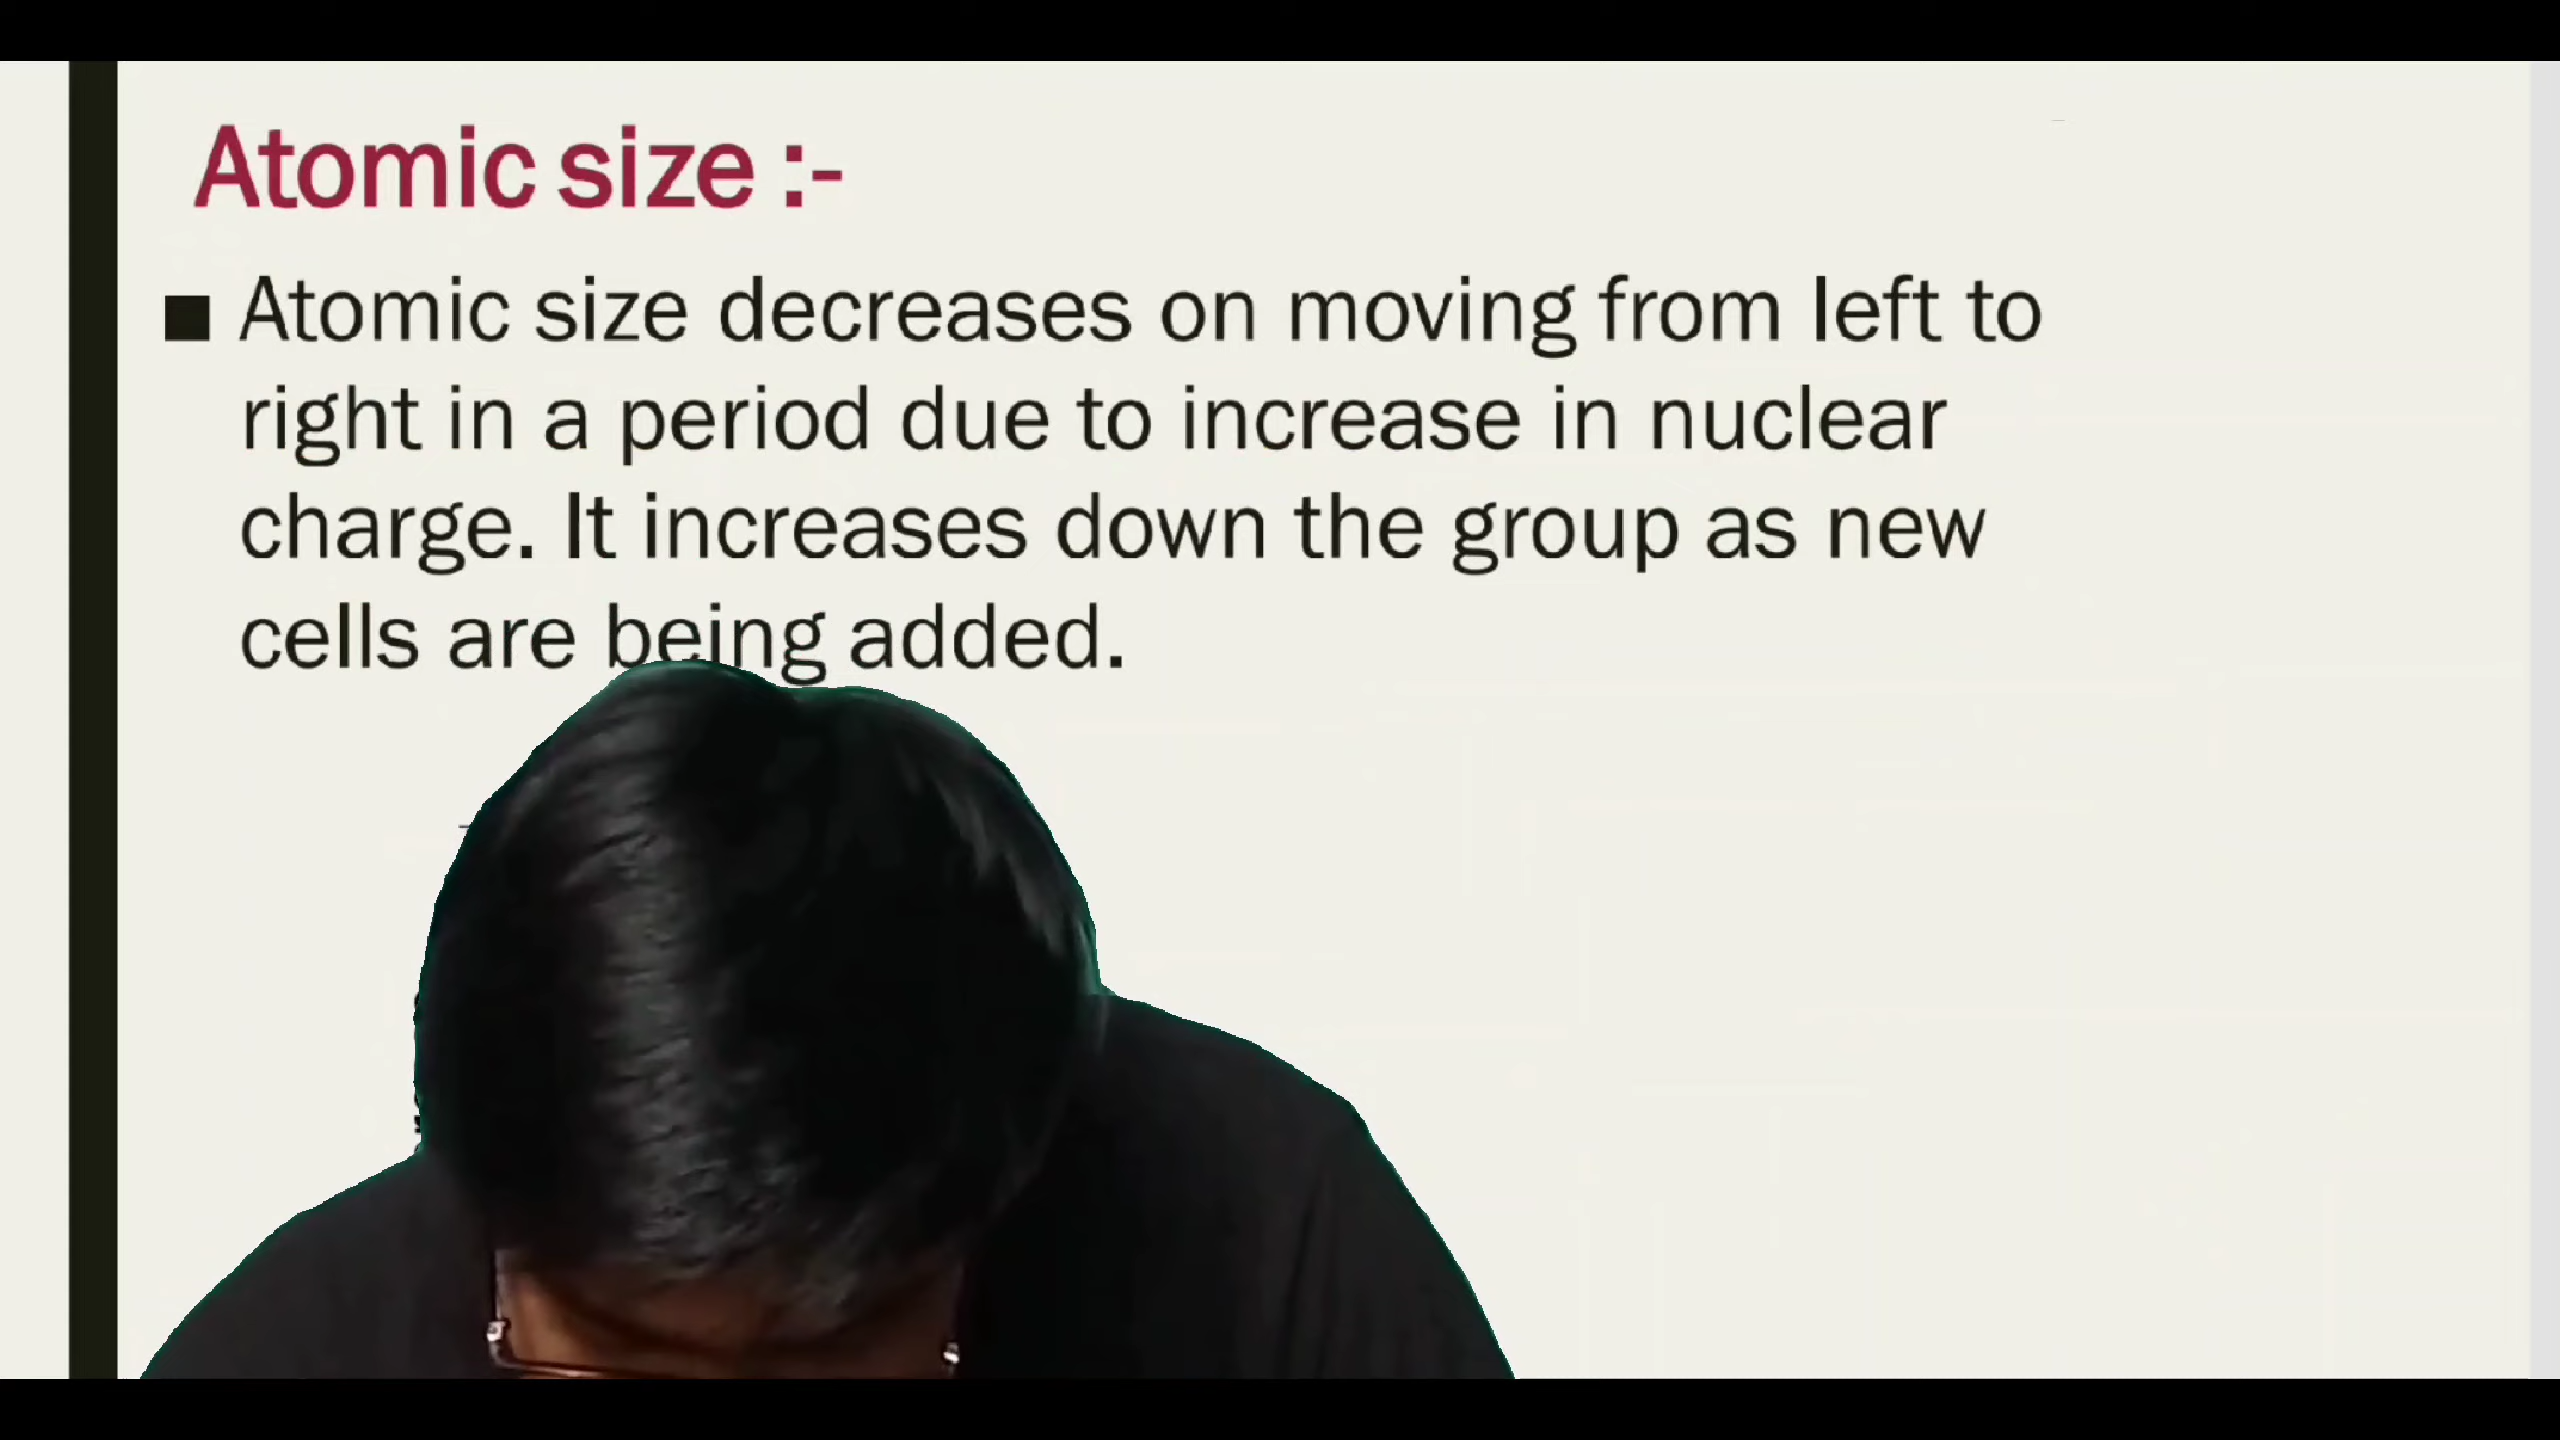 Atomic size :-
■ Atomic size decreases on moving from left to
right in a period due to increase in nuclear
charge. It increases down the group as new
cells are being added.